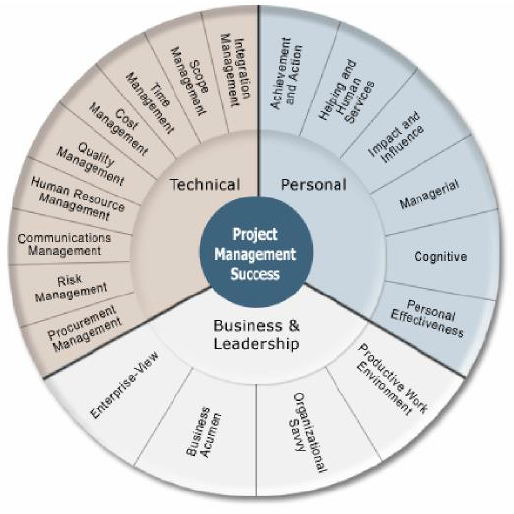 Project
Management
Success
Technical
Integration
Management
Scope
Management
Time
Management
Cost
Management
Quality
Management
Human Resource
Management
Communications
Management
Risk
Management
Procurement
Management
Personal
Achievement
and Action
Helping and
Human
Services
Impact and
Influence
Managerial
Cognitive
Personal
Effectiveness
Business &
Leadership
Enterprise-View
Business
Acumen
Organizational
Savvy
Productive Work
Environment